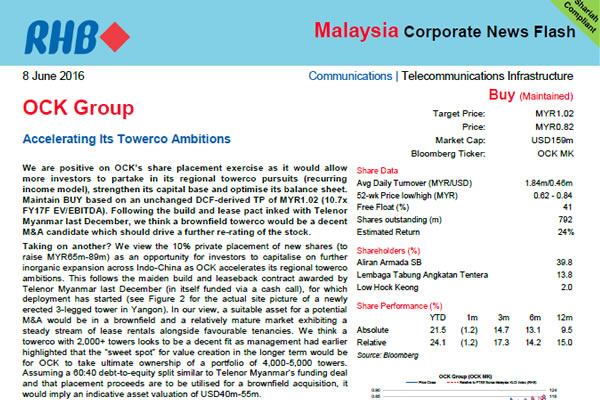 RHB
Malaysia Corporate News Flash
Shariah
Compliant
8 June 2016
Communications | Telecommunications Infrastructure
OCK Group
Accelerating Its Towerco Ambitions
We are positive on OCK's share placement exercise as it would allow
more investors to partake in its regional towerco pursuits (recurring
income model), strengthen its capital base and optimise its balance sheet.
Maintain BUY based on an unchanged DCF-derived TP of MYR1.02 (10.7x
FY17F EV/EBITDA). Following the build and lease pact inked with Telenor
Myanmar last December, we think a brownfield towerco would be a decent
M&A candidate which should drive a further re-rating of the stock.
Taking on another? We view the 10% private placement of new shares (to
raise MYR65m-89m) as an opportunity for investors to capitalise on further
inorganic expansion across Indo-China as OCK accelerates its regional towerco
ambitions. This follows the maiden build and leaseback contract awarded by
Telenor Myanmar last December (in itself funded via a cash call), for which
deployment has started (see Figure 2 for the actual site picture of a newly
erected 3-legged tower in Yangon). In our view, a suitable asset for a potential
M&A would be in a brownfield and a relatively mature market exhibiting a
steady stream of lease rentals alongside favourable tenancies. We think a
towerco with 2,000+ towers looks to be a decent fit as management had earlier
highlighted that the "sweet spot" for value creation in the longer term would be
for OCK to take ultimate ownership of a portfolio of 4,000-5,000 towers.
Assuming a 60:40 debt-to-equity split similar to Telenor Myanmar's funding
deal and that placement proceeds are to be utilised for a brownfield acquisition, it
would imply an indicative asset valuation of USD40m-55m.
Buy (Maintained)
Target Price: MYR1.02
Price: MYR0.82
Market Cap: USD159m
Bloomberg Ticker: OCK MK
Share Data
Avg Daily Turnover (MYR/USD) 1.84m/0.46m
52-wk Price low/high (MYR) 0.62 - 0.84
Free Float (%) 41
Shares outstanding (m) 792
Estimated Return 24%
Shareholders (%)
Aliran Armada SB 39.8
Lembaga Tabung Angkatan Tentera 13.8
Low Hock Keong 2.0
Share Performance (%)
YTD 1m 3m 6m 12m
Absolute 21.5 (1.2) 14.7 13.1 9.5
Relative 24.1 (1.2) 17.3 14.2 15.0
Source: Bloomberg
OCK Group (OCK MK)
Price Close
0.90 124